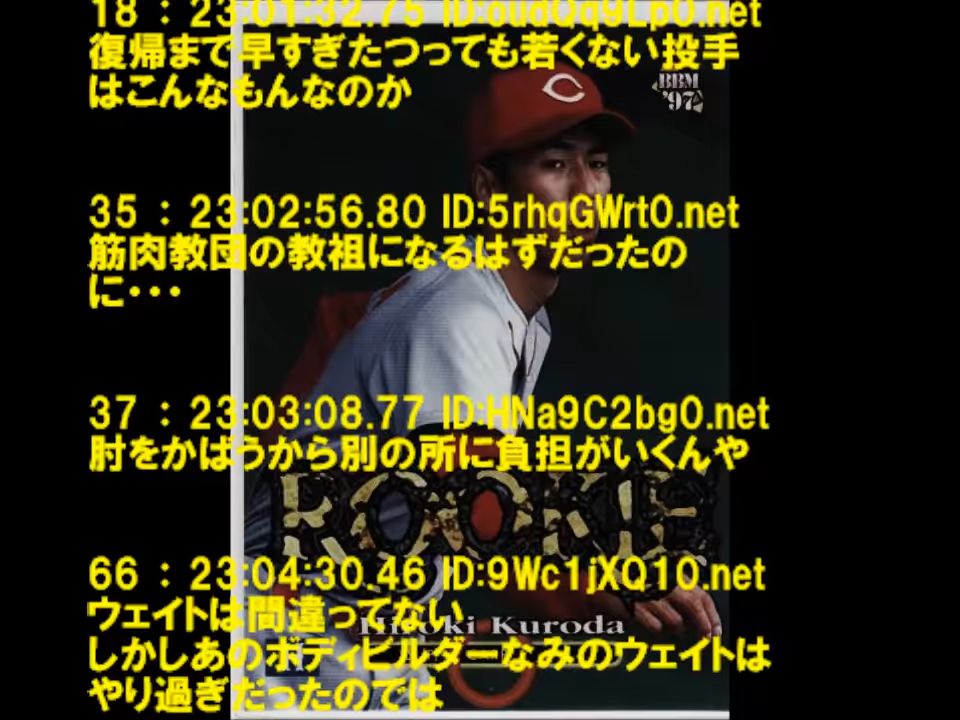 18 : 23:01:32.75 ID:oudQq9Lp0.net
復帰まで早すぎたつっても若くない投手
はこんなもんなのか
BBM
'97
35 : 23:02:56.80 ID:5rhqGWrt0.net
筋肉教団の教祖になるはずだったの
に・・・
37 : 23:03:08.77 ID:HNa9C2bg0.net
肘をかばうから別の所に負担がいくんや
ROOKIE
66 : 23:04:30.46 ID:9Wc1jXQ10.net
ウェイトは間違ってない
Hiroki Kuroda
しかしあのボディビルダーなみのウェイトは
やり過ぎだったのでは